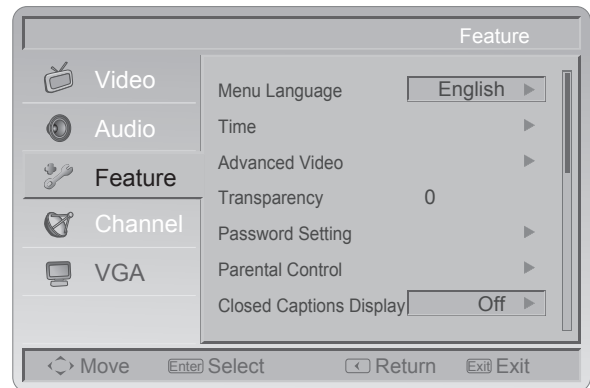 Feature
Video
Audio
Feature
Channel
VGA
Menu Language English
Time
Advanced Video
Transparency 0
Password Setting
Parental Control
Closed Captions Display Off
Move Enter Select Return Exit Exit